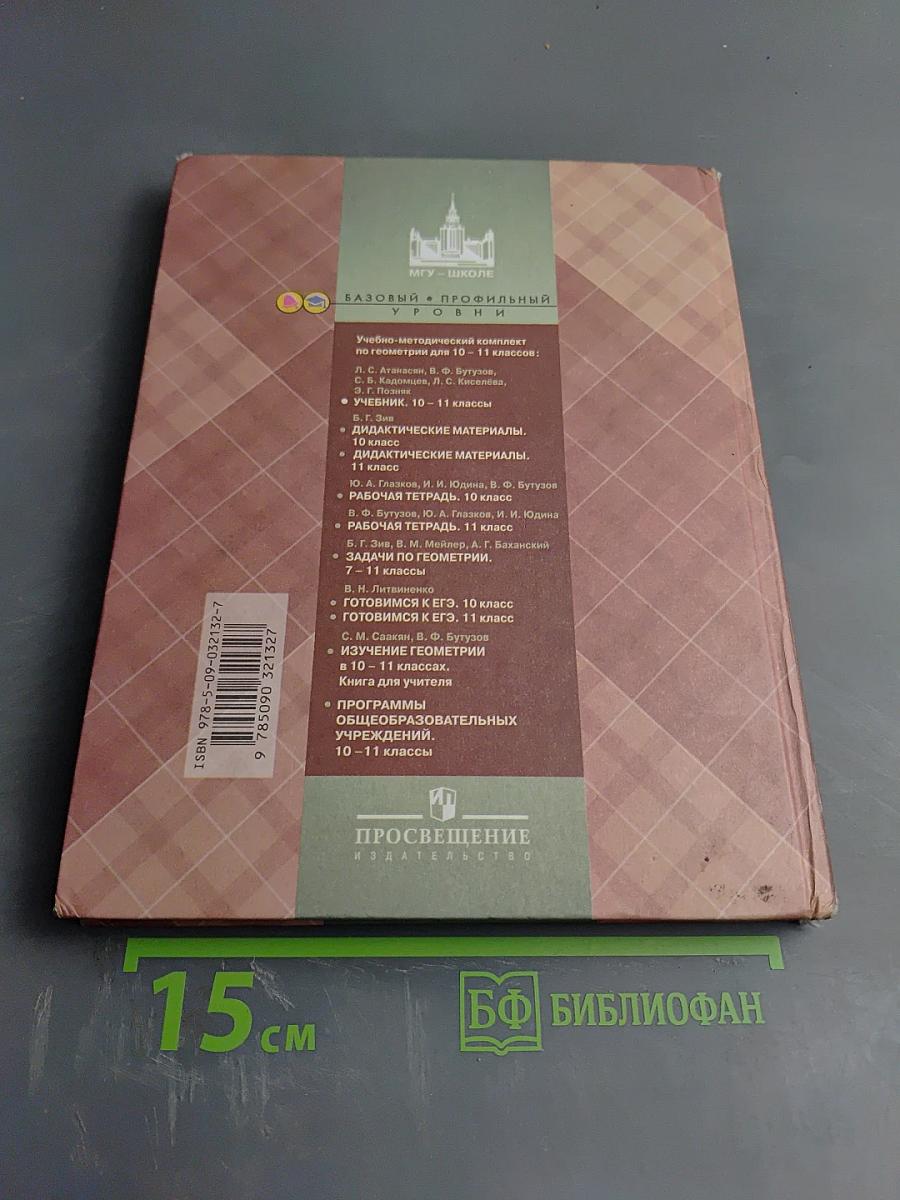 МГУ – ШКОЛЕ
БАЗОВЫЙ • ПРОФИЛЬНЫЙ
УРОВНИ
Учебно-методический комплект
по геометрии для 10 – 11 классов:
Л. С. Атанасян, В. Ф. Бутузов,
С. Б. Кадомцев, Л. С. Киселёва,
Э. Г. Позняк
• УЧЕБНИК. 10 – 11 классы
Б. Г. Зив
• ДИДАКТИЧЕСКИЕ МАТЕРИАЛЫ.
10 класс
• ДИДАКТИЧЕСКИЕ МАТЕРИАЛЫ.
11 класс
Ю. А. Глазков, И. И. Юдина, В. Ф. Бутузов
• РАБОЧАЯ ТЕТРАДЬ. 10 класс
В. Ф. Бутузов, Ю. А. Глазков, И. И. Юдина
• РАБОЧАЯ ТЕТРАДЬ. 11 класс
Б. Г. Зив, В. М. Мейлер, А. Г. Баханский
• ЗАДАЧИ ПО ГЕОМЕТРИИ.
7 – 11 классы
В. Н. Литвиненко
• ГОТОВИМСЯ К ЕГЭ. 10 класс
• ГОТОВИМСЯ К ЕГЭ. 11 класс
С. М. Саакян, В. Ф. Бутузов
• ИЗУЧЕНИЕ ГЕОМЕТРИИ
в 10 – 11 классах.
Книга для учителя
• ПРОГРАММЫ
ОБЩЕОБРАЗОВАТЕЛЬНЫХ
УЧРЕЖДЕНИЙ.
10 – 11 классы
ISBN 978-5-09-032132-7
9 785090 321327
ИП
ПРОСВЕЩЕНИЕ
ИЗДАТЕЛЬСТВО
15 см
БФ БИБЛИОФАН